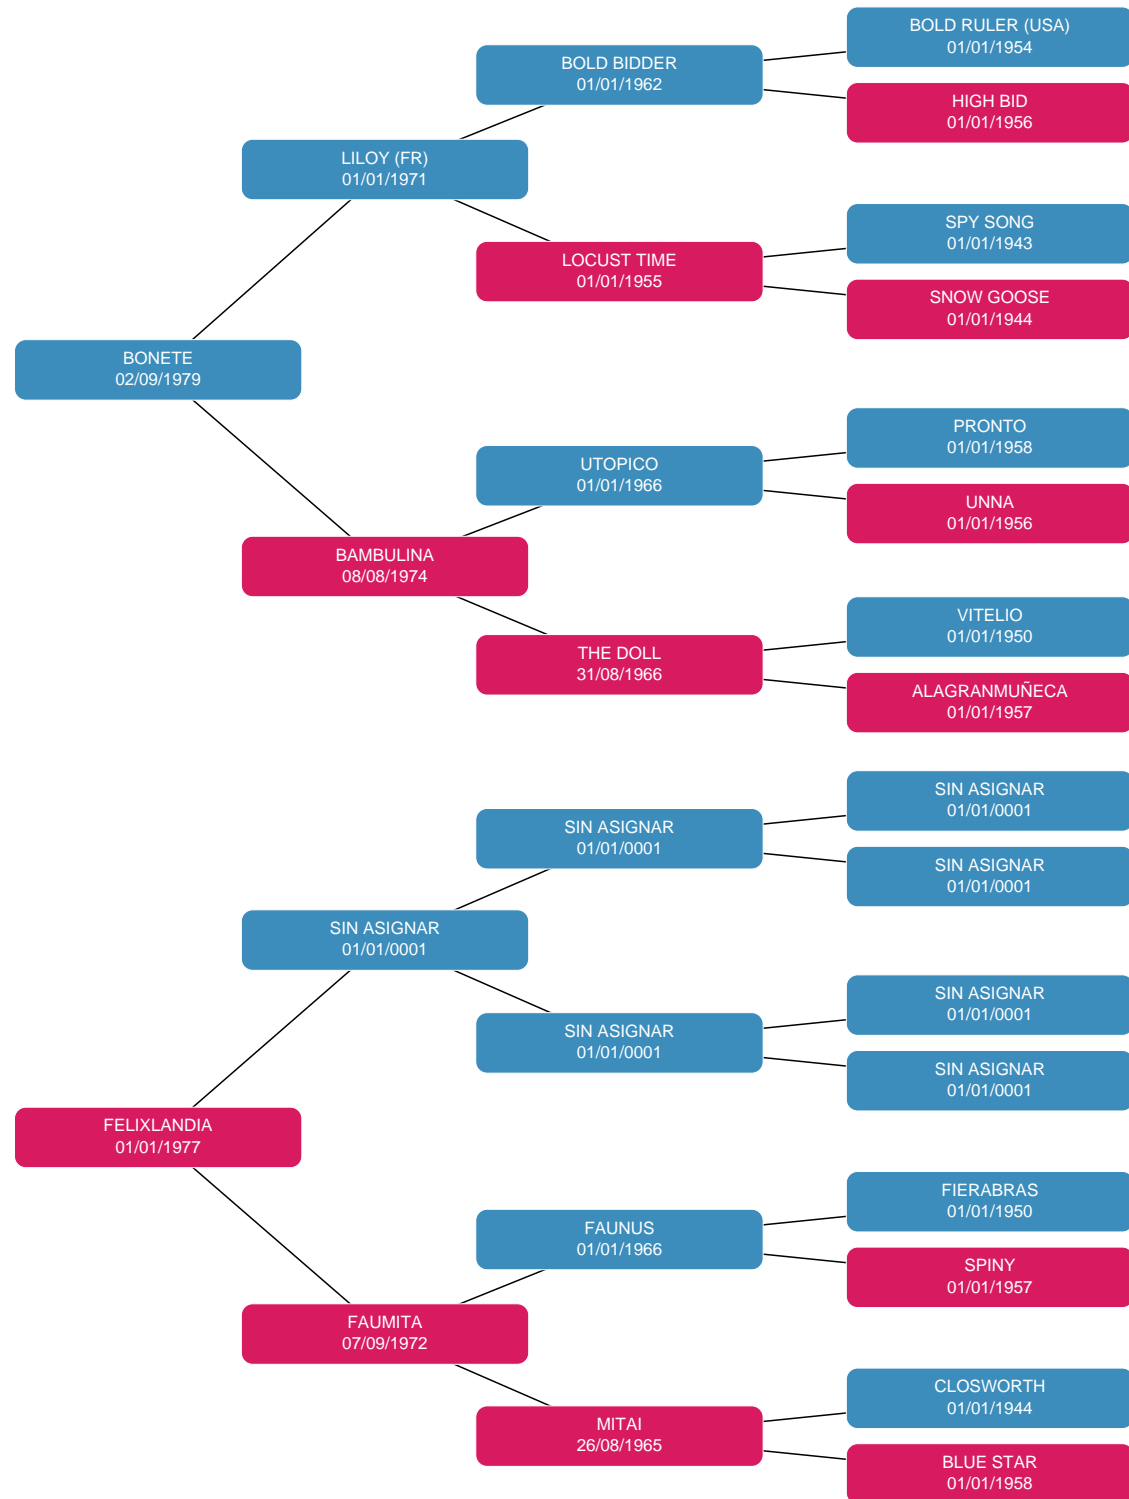 BOLD RULER (USA)
01/01/1954
BOLD BIDDER
01/01/1962
HIGH BID
01/01/1956
LILOY (FR)
01/01/1971
SPY SONG
01/01/1943
LOCUST TIME
01/01/1955
SNOW GOOSE
01/01/1944
BONETE
02/09/1979
PRONTO
01/01/1958
UTOPICO
01/01/1966
UNNA
01/01/1956
BAMBULINA
08/08/1974
VITELIO
01/01/1950
THE DOLL
31/08/1966
ALAGRANMUÑECA
01/01/1957
SIN ASIGNAR
01/01/0001
SIN ASIGNAR
01/01/0001
SIN ASIGNAR
01/01/0001
SIN ASIGNAR
01/01/0001
SIN ASIGNAR
01/01/0001
SIN ASIGNAR
01/01/0001
SIN ASIGNAR
01/01/0001
FELIXLANDIA
01/01/1977
FIERABRAS
01/01/1950
FAUNUS
01/01/1966
SPINY
01/01/1957
FAUMITA
07/09/1972
CLOSWORTH
01/01/1944
MITAI
26/08/1965
BLUE STAR
01/01/1958